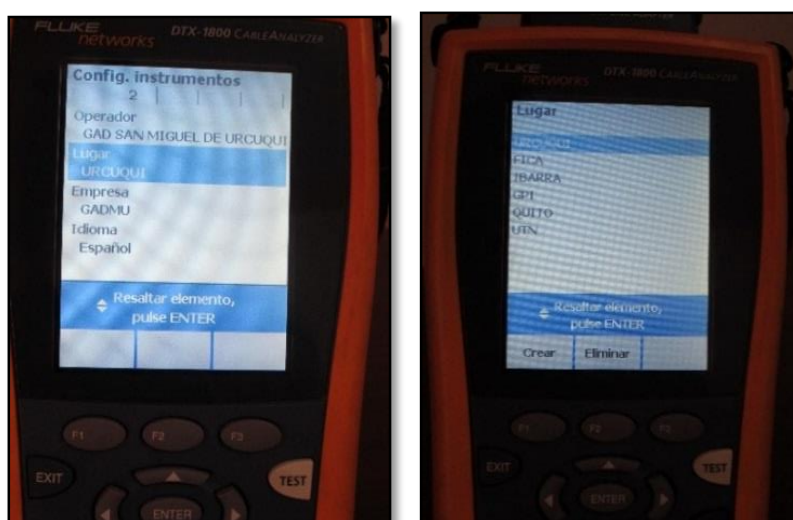 FLUKE
networks
DTX-1800 CABLEANALYZER
Config. instrumentos
2
Operador
GAD SAN MIGUEL DE URCUQUI
Lugar
URCUQUI
Empresa
GADMU
Idioma
Español
Resaltar elemento,
pulse ENTER
F1
F2
F3
EXIT
TEST
ENTER
FLUKE
networks
DTX-1800 CABLEANALYZER
Lugar
URCUQUI
FICA
IBARRA
GPI
QUITO
UTN
Resaltar elemento,
pulse ENTER
Crear
Eliminar
F1
F2
F3
EXIT
TEST
ENTER